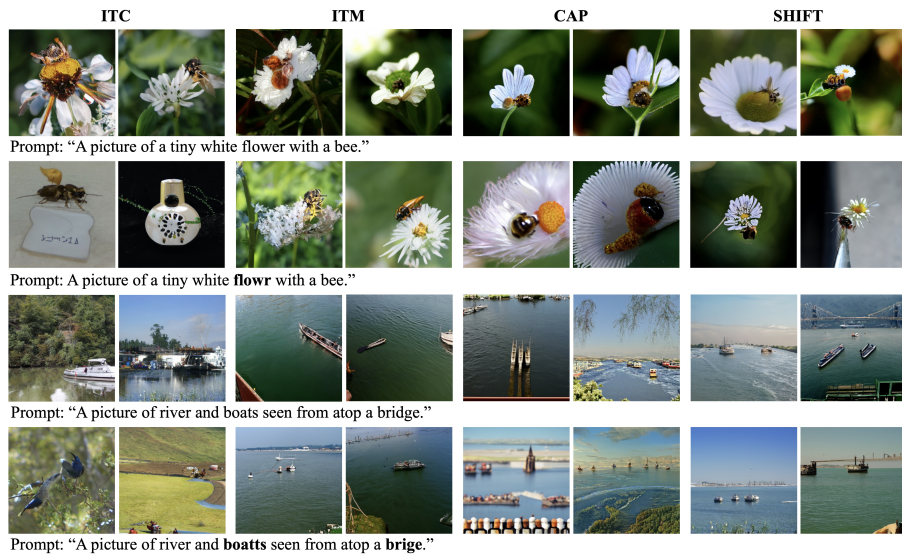 ITC ITM CAP SHIFT
Prompt: “A picture of a tiny white flower with a bee.”
Prompt: A picture of a tiny white flowr with a bee.”
Prompt: “A picture of river and boats seen from atop a bridge.”
Prompt: “A picture of river and boatts seen from atop a brige.”